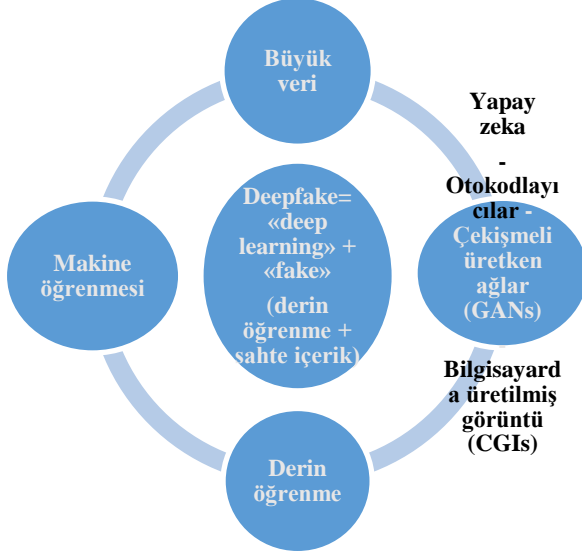 Büyük
veri
Yapay
zeka
-
Otokodlayı
cılar -
Çekişmeli
üretken
ağlar
(GANs)
Bilgisayard
a üretilmiş
görüntü
(CGIs)
Deepfake=
«deep
learning» +
«fake»
(derin
öğrenme +
sahte içerik)
Makine
öğrenmesi
Derin
öğrenme